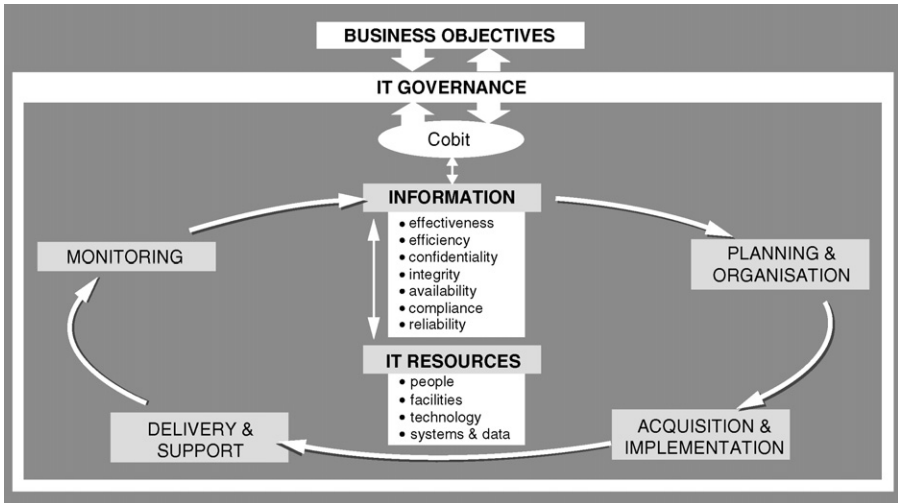 BUSINESS OBJECTIVES
IT GOVERNANCE
Cobit
INFORMATION
• effectiveness
• efficiency
• confidentiality
• integrity
• availability
• compliance
• reliability
MONITORING
PLANNING &
ORGANISATION
IT RESOURCES
• people
• facilities
• technology
• systems & data
DELIVERY &
SUPPORT
ACQUISITION &
IMPLEMENTATION